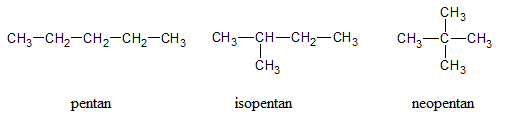 CH₃
CH₃–CH₂–CH₂–CH₂–CH₃ CH₃–CH–CH₂–CH₃ CH₃–C–CH₃
CH₃ CH₃
pentan isopentan neopentan